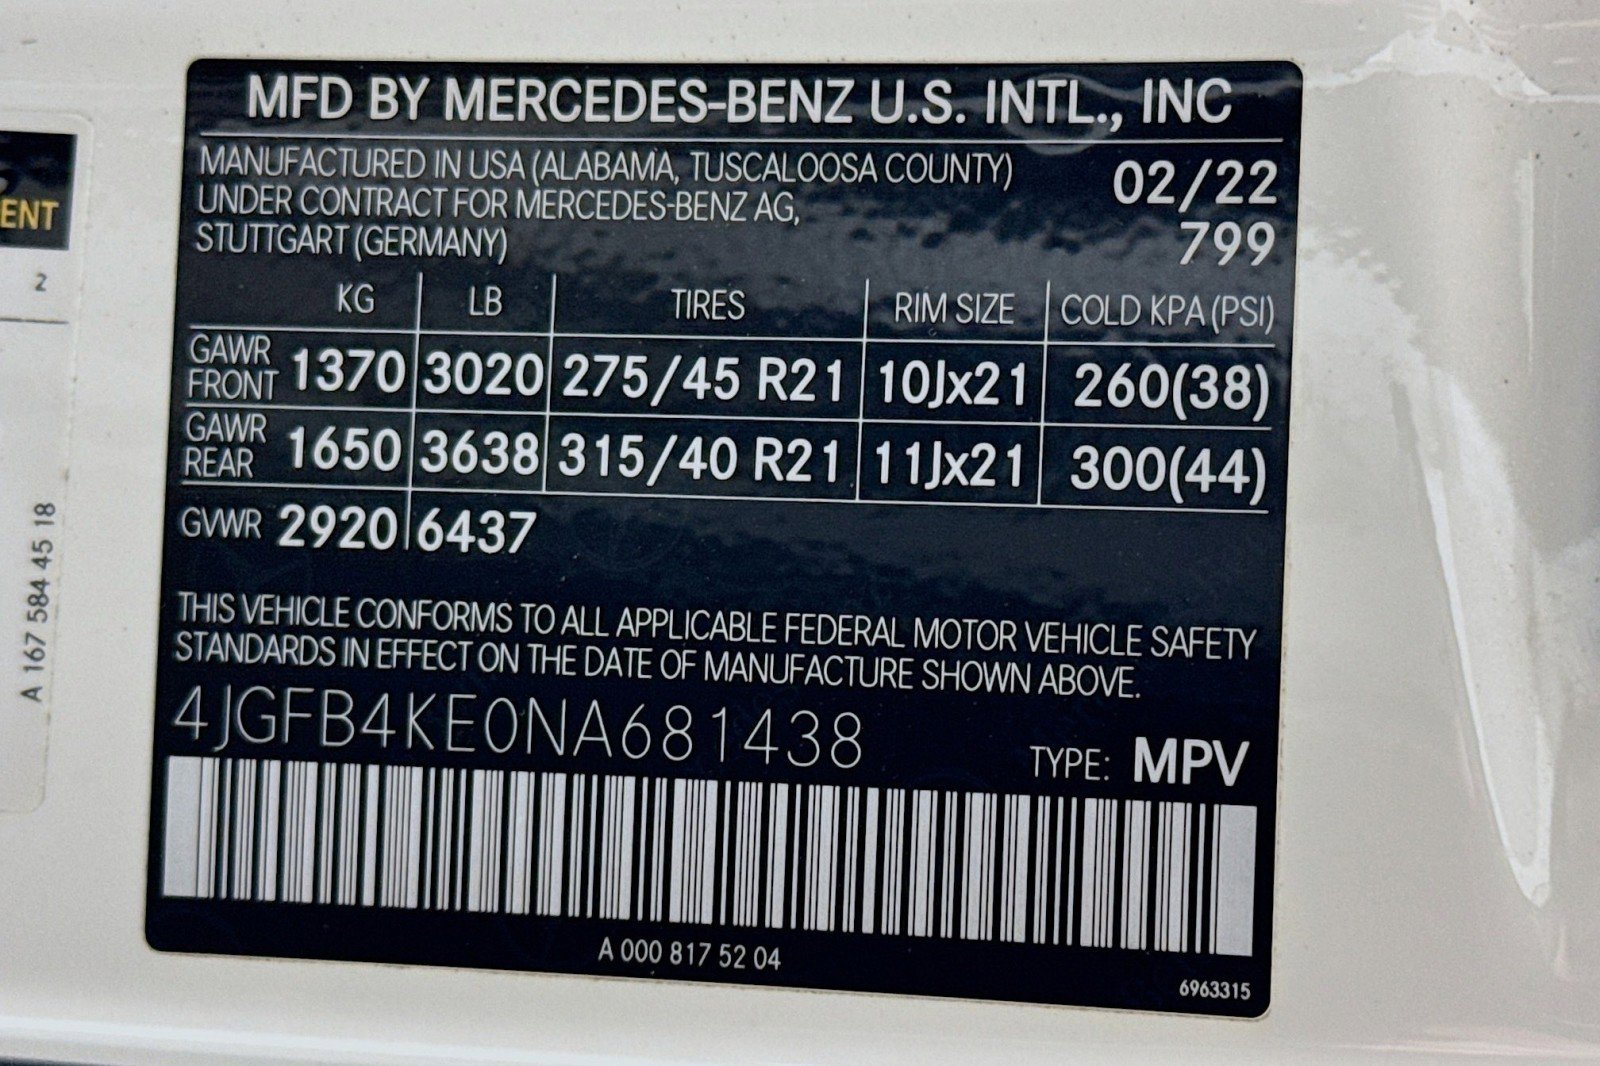 MFD BY MERCEDES-BENZ U.S. INTL., INC
MANUFACTURED IN USA (ALABAMA, TUSCALOOSA COUNTY)
UNDER CONTRACT FOR MERCEDES-BENZ AG,
STUTTGART (GERMANY)
02/22
799
KG LB TIRES RIM SIZE COLD KPA (PSI)
GAWR FRONT 1370 3020 275/45 R21 10Jx21 260(38)
GAWR REAR 1650 3638 315/40 R21 11Jx21 300(44)
GVWR 2920 6437
THIS VEHICLE CONFORMS TO ALL APPLICABLE FEDERAL MOTOR VEHICLE SAFETY
STANDARDS IN EFFECT ON THE DATE OF MANUFACTURE SHOWN ABOVE.
4JGFB4KE0NA681438
TYPE: MPV
A 000 817 52 04
6963315
ENT
2
A 167 584 45 18